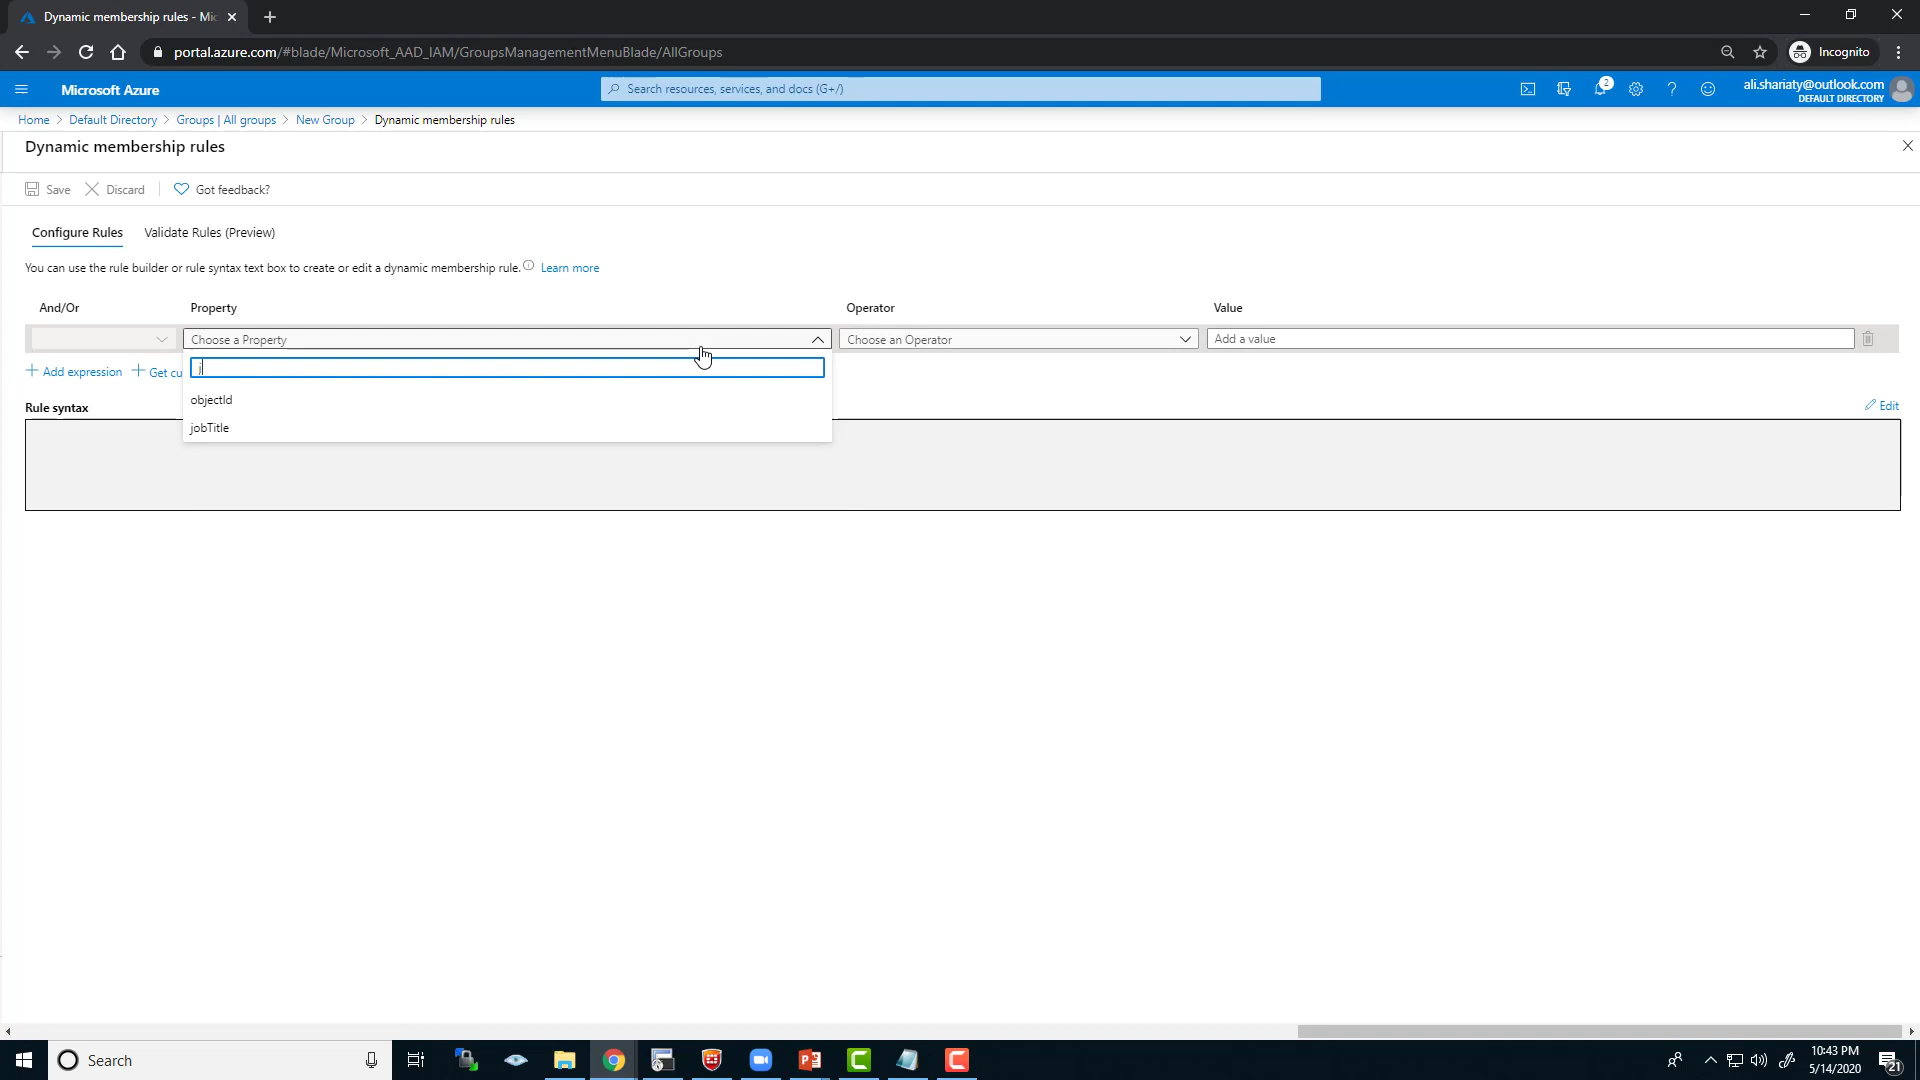 Dynamic membership rules - Mic
portal.azure.com/#blade/Microsoft_AAD_IAM/GroupsManagementMenuBlade/AllGroups
Incognito
Microsoft Azure
Search resources, services, and docs (G+/)
2
ali.shariaty@outlook.com
DEFAULT DIRECTORY
Home > Default Directory > Groups | All groups > New Group > Dynamic membership rules
Dynamic membership rules
Save Discard Got feedback?
Configure Rules Validate Rules (Preview)
You can use the rule builder or rule syntax text box to create or edit a dynamic membership rule. Learn more
And/Or Property Operator Value
Choose a Property Choose an Operator Add a value
j
Add expression Get cu
objectId
Rule syntax Edit
jobTitle
Search
10:43 PM
5/14/2020
21